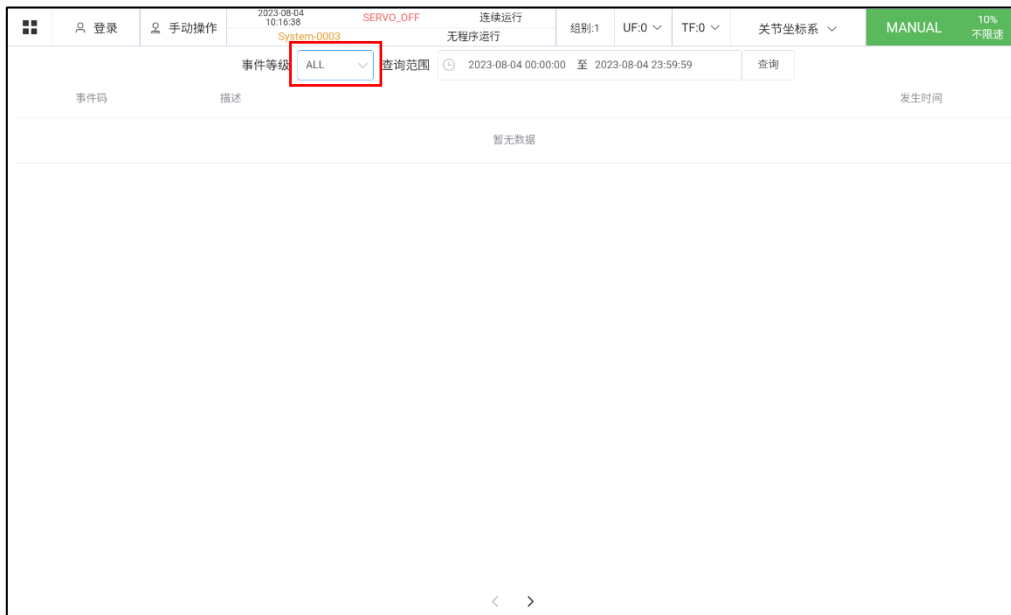 登录
手动操作
2023-08-04
10:16:38
SERVO_OFF
连续运行
System-0003
无程序运行
组别:1
UF:0
TF:0
关节坐标系
MANUAL
10%
不限速
事件等级 ALL 查询范围 2023-08-04 00:00:00 至 2023-08-04 23:59:59 查询
事件码 描述 发生时间
暂无数据